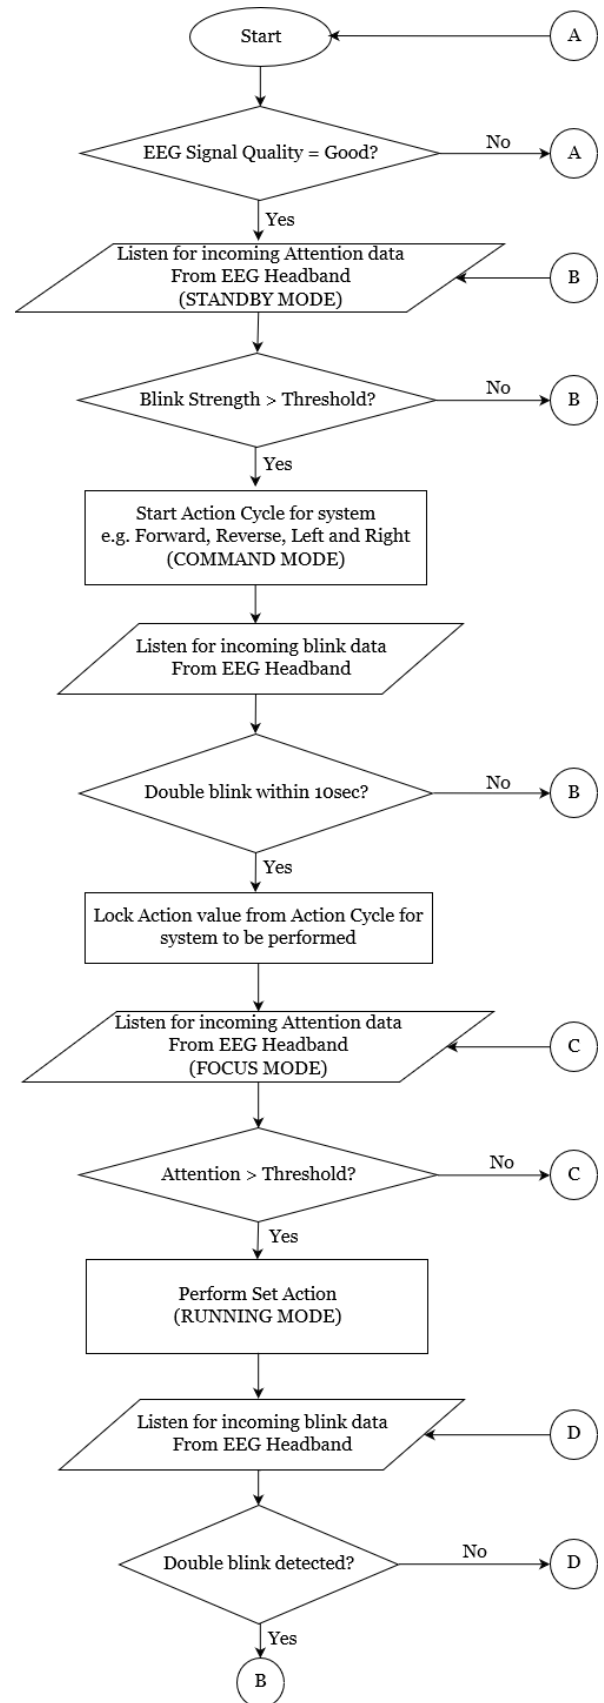 Start
A
EEG Signal Quality = Good?
No
A
Yes
Listen for incoming Attention data
From EEG Headband
(STANDBY MODE)
B
Blink Strength > Threshold?
No
B
Yes
Start Action Cycle for system
e.g. Forward, Reverse, Left and Right
(COMMAND MODE)
Listen for incoming blink data
From EEG Headband
Double blink within 10sec?
No
B
Yes
Lock Action value from Action Cycle for
system to be performed
Listen for incoming Attention data
From EEG Headband
(FOCUS MODE)
C
Attention > Threshold?
No
C
Yes
Perform Set Action
(RUNNING MODE)
Listen for incoming blink data
From EEG Headband
D
Double blink detected?
No
D
Yes
B